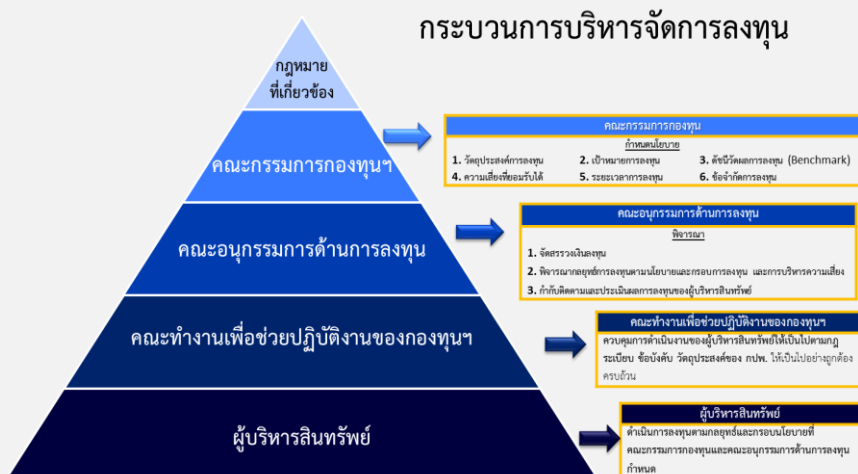 กระบวนการบริหารจัดการลงทุน
กฎหมาย
ที่เกี่ยวข้อง
คณะกรรมการกองทุนฯ
คณะกรรมการกองทุน
กำหนดนโยบาย
1. วัตถุประสงค์การลงทุน 2. เป้าหมายการลงทุน 3. ดัชนีวัดผลการลงทุน (Benchmark)
4. ความเสี่ยงที่ยอมรับได้ 5. ระยะเวลาการลงทุน 6. ข้อจำกัดการลงทุน
คณะอนุกรรมการด้านการลงทุน
คณะอนุกรรมการด้านการลงทุน
พิจารณา
1. จัดสรรวงเงินลงทุน
2. พิจารณากลยุทธ์การลงทุนตามนโยบายและกรอบการลงทุน และการบริหารความเสี่ยง
3. กำกับติดตามและประเมินผลการลงทุนของผู้บริหารสินทรัพย์
คณะทำงานเพื่อช่วยปฏิบัติงานของกองทุนฯ
คณะทำงานเพื่อช่วยปฏิบัติงานของกองทุนฯ
ควบคุมการดำเนินงานของผู้บริหารสินทรัพย์ให้เป็นไปตามกฎ
ระเบียบ ข้อบังคับ วัตถุประสงค์ของ กปพ. ให้เป็นไปอย่างถูกต้อง
ครบถ้วน
ผู้บริหารสินทรัพย์
ผู้บริหารสินทรัพย์
ดำเนินการลงทุนตามกลยุทธ์และกรอบนโยบายที่
คณะกรรมการกองทุนและคณะอนุกรรมการด้านการลงทุน
กำหนด